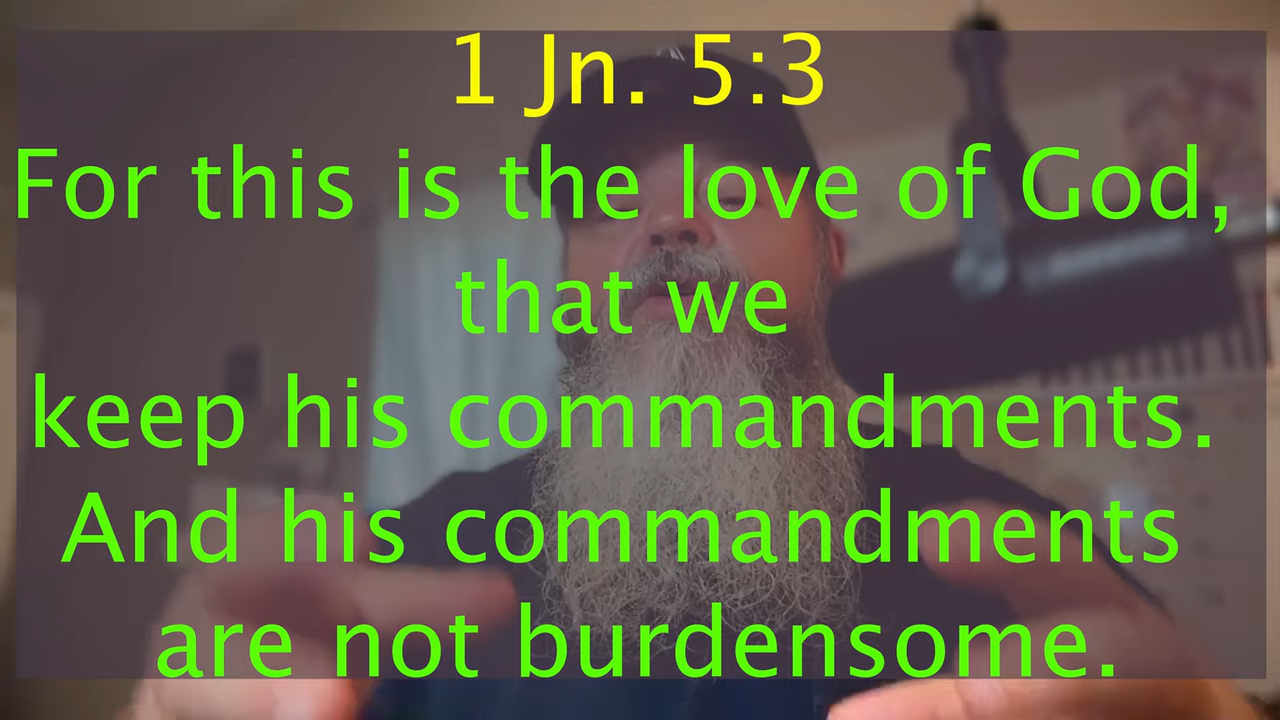 1 Jn. 5:3
For this is the love of God,
that we
keep his commandments.
And his commandments
are not burdensome.